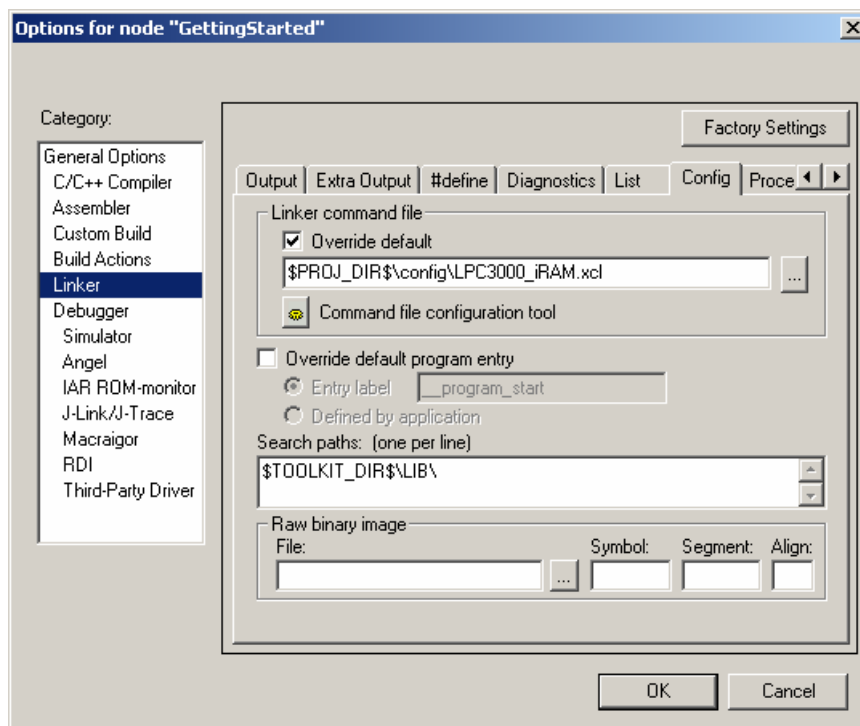 Options for node "GettingStarted"
Category:
General Options
C/C++ Compiler
Assembler
Custom Build
Build Actions
Linker
Debugger
Simulator
Angel
IAR ROM-monitor
J-Link/J-Trace
Macraigor
RDI
Third-Party Driver
Factory Settings
Output Extra Output #define Diagnostics List Config Proce
Linker command file
Override default
$PROJ_DIR$\config\LPC3000_iRAM.xcl
...
Command file configuration tool
Override default program entry
Entry label __program_start
Defined by application
Search paths: (one per line)
$TOOLKIT_DIR$\LIB\
Raw binary image
File: Symbol: Segment: Align:
...
OK Cancel